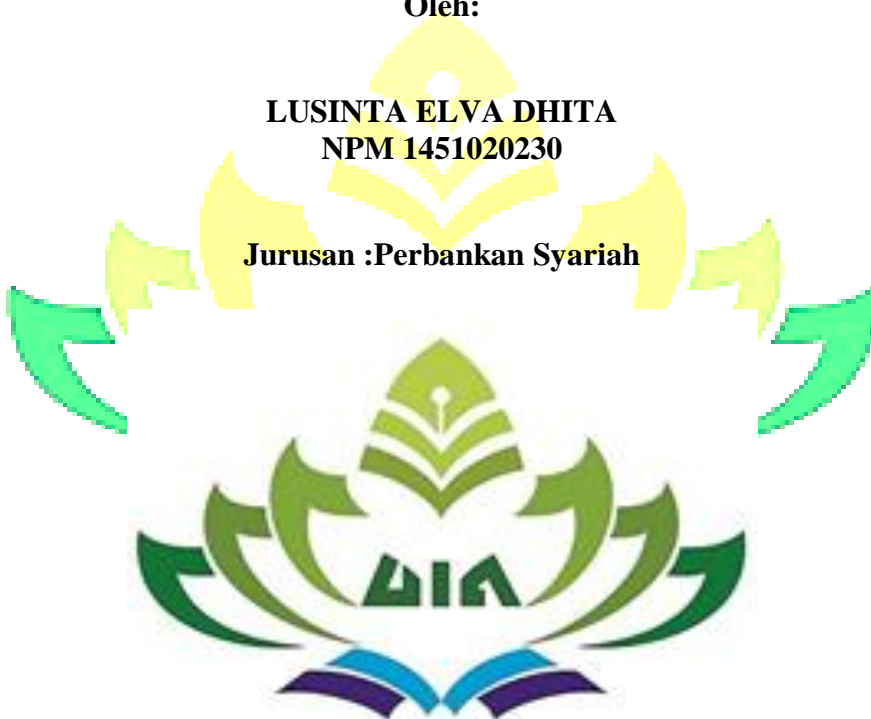 Oleh:
LUSINTA ELVA DHITA
NPM 1451020230
Jurusan :Perbankan Syariah
UIN